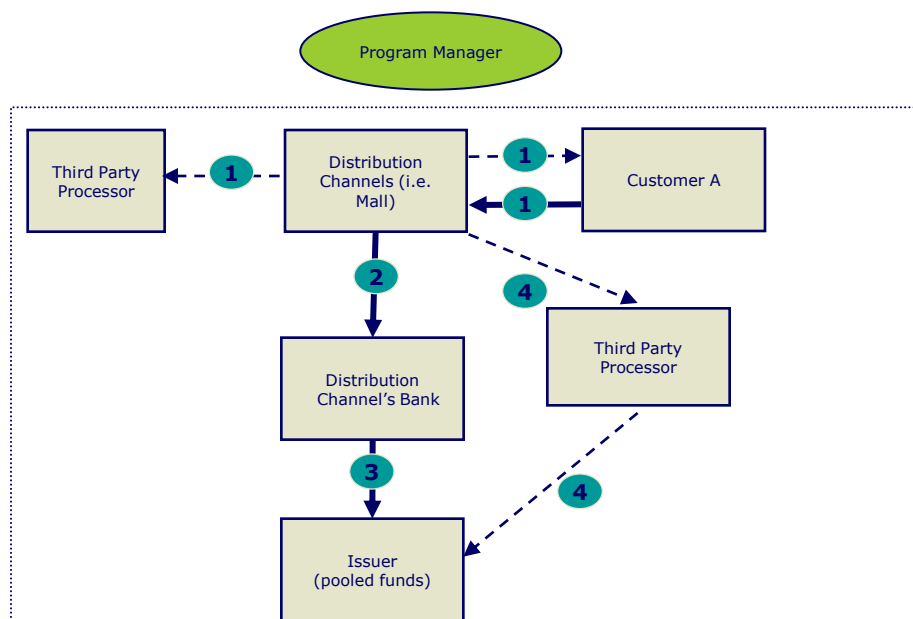 Program Manager
Third Party
Processor
1
Distribution
Channels (i.e.
Mall)
1
1
Customer A
2
4
Third Party
Processor
Distribution
Channel’s Bank
3
4
Issuer
(pooled funds)